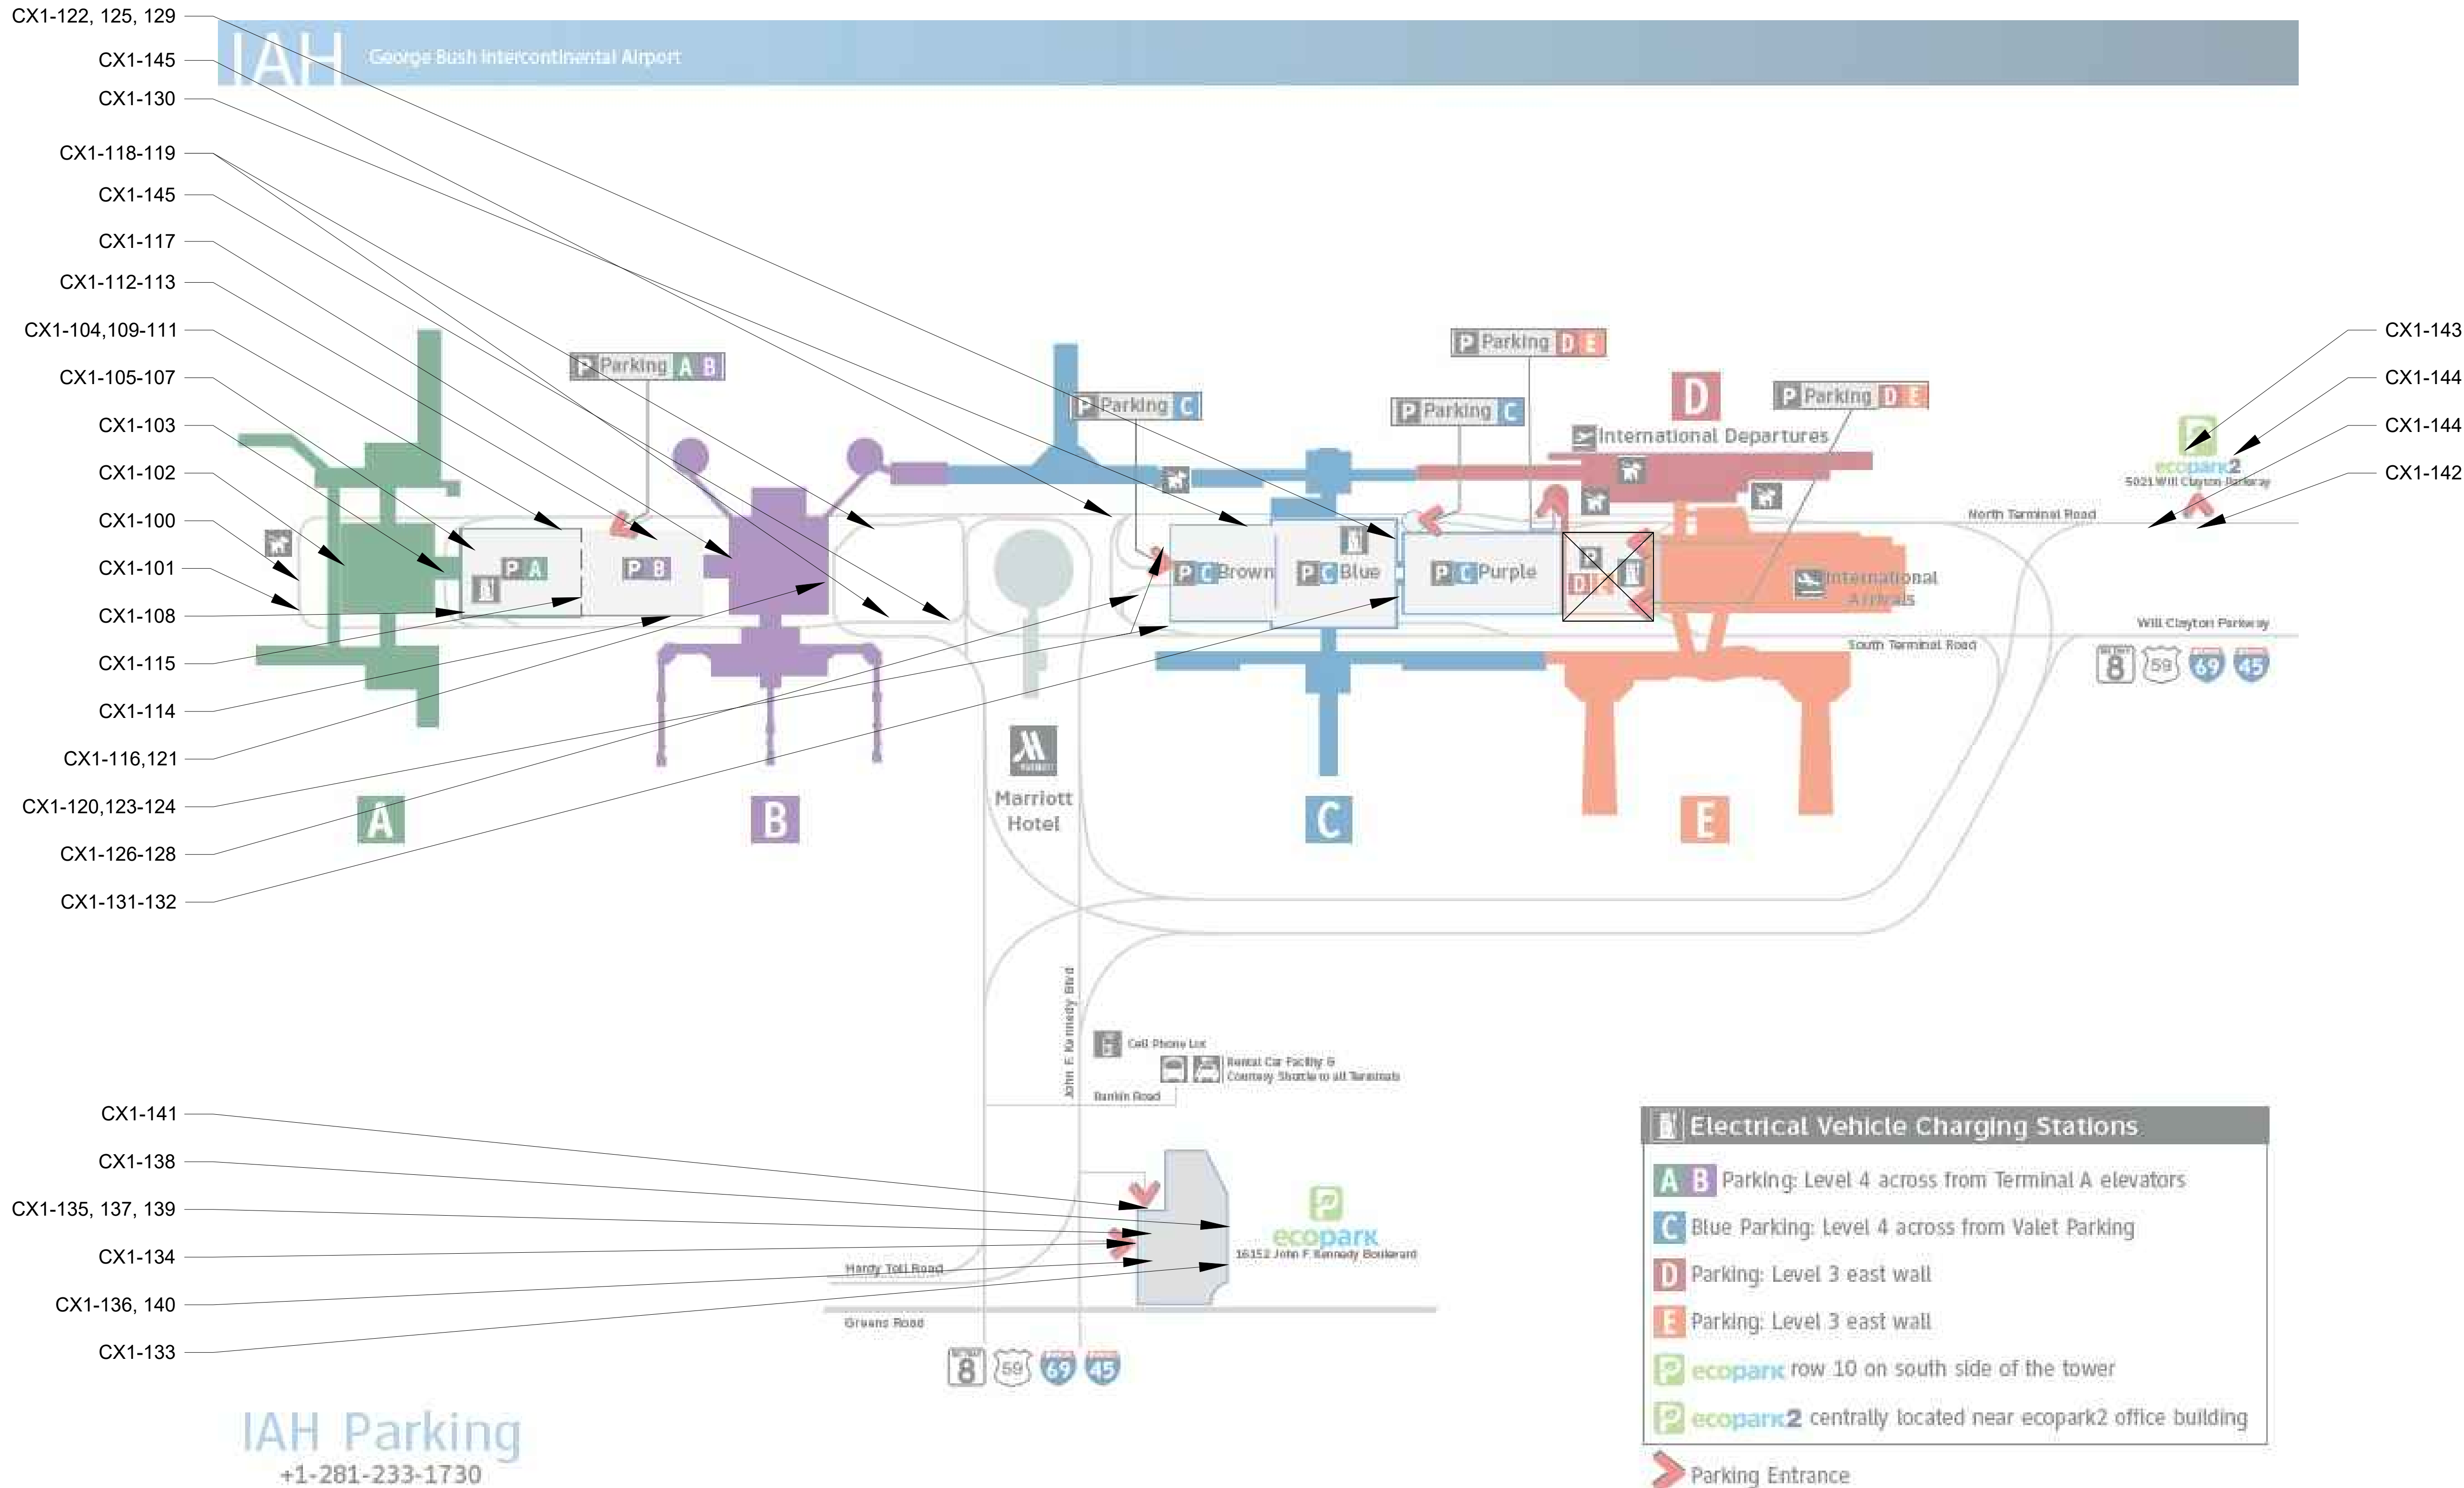 CX1-122, 125, 129
CX1-145
CX1-130
CX1-118-119
CX1-145
CX1-117
CX1-112-113
CX1-104,109-111
CX1-105-107
CX1-103
CX1-102
CX1-100
CX1-101
CX1-108
CX1-115
CX1-114
CX1-116,121
CX1-120,123-124
CX1-126-128
CX1-131-132
IAH George Bush Intercontinental Airport
P Parking A B
P Parking C
P Parking C
P Parking D E
P Parking D E
D
International Departures
CX1-143
CX1-144
CX1-144
CX1-142
ecopark2
5021 Will Clayton Parkway
North Terminal Road
P A
P B
P C Brown
P C Blue
P C Purple
P
D
International
Arrivals
Will Clayton Parkway
South Terminal Road
8 59 69 45
MARRIOTT
Marriott
Hotel
A
B
C
E
John F. Kennedy Blvd
Cell Phone Lot
Rental Car Facility &
Courtesy Shuttle to all Terminals
Rankin Road
CX1-141
CX1-138
CX1-135, 137, 139
CX1-134
CX1-136, 140
CX1-133
ecopark
16152 John F. Kennedy Boulevard
Hardy Toll Road
Greens Road
8 59 69 45
IAH Parking
+1-281-233-1730
Electrical Vehicle Charging Stations
A B Parking: Level 4 across from Terminal A elevators
C Blue Parking: Level 4 across from Valet Parking
D Parking: Level 3 east wall
E Parking: Level 3 east wall
P ecopark row 10 on south side of the tower
P ecopark2 centrally located near ecopark2 office building
Parking Entrance